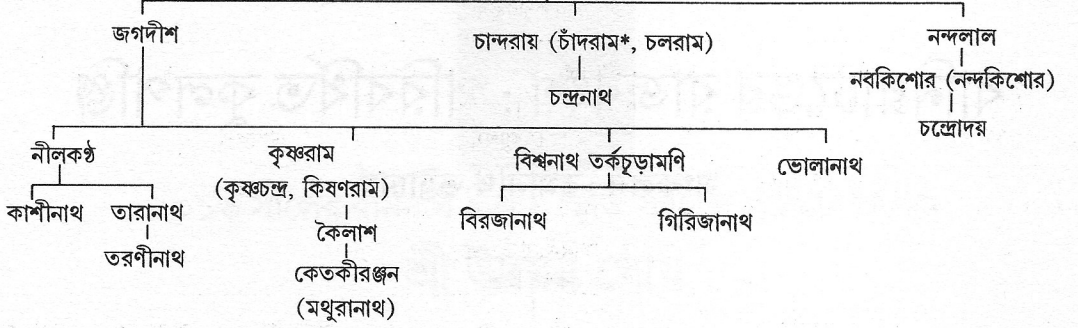 জগদীশ
চান্দরায় (চাঁদরাম*, চলরাম)
নন্দলাল
নবকিশোর (নন্দকিশোর)
চন্দ্রনাথ
চন্দ্রোদয়
নীলকণ্ঠ
কৃষ্ণরাম
বিশ্বনাথ তর্কচূড়ামণি
ভোলানাথ
(কৃষ্ণচন্দ্র, কিষণরাম)
কাশীনাথ
তারানাথ
বিরজানাথ
গিরিজানাথ
কৈলাশ
তরণীনাথ
কেতকীরঞ্জন
(মথুরানাথ)